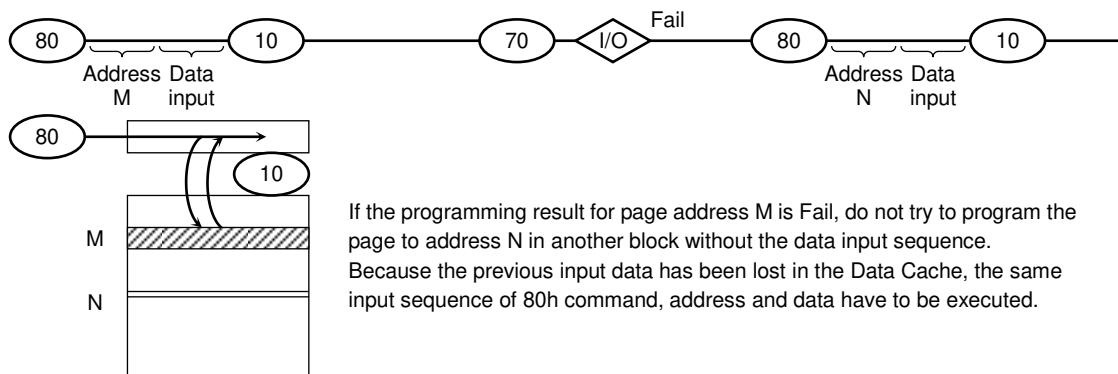 Fail
80 10 70 I/O 80 10
Address Data Address Data
M input N input
80
10
If the programming result for page address M is Fail, do not try to program the
M page to address N in another block without the data input sequence.
Because the previous input data has been lost in the Data Cache, the same
N input sequence of 80h command, address and data have to be executed.